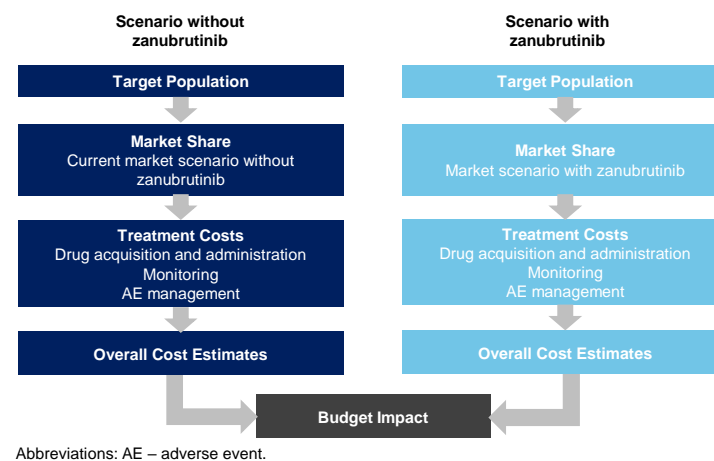 Scenario without
zanubrutinib
Target Population
Market Share
Current market scenario without
zanubrutinib
Treatment Costs
Drug acquisition and administration
Monitoring
AE management
Overall Cost Estimates
Scenario with
zanubrutinib
Target Population
Market Share
Market scenario with zanubrutinib
Treatment Costs
Drug acquisition and administration
Monitoring
AE management
Overall Cost Estimates
Budget Impact
Abbreviations: AE – adverse event.